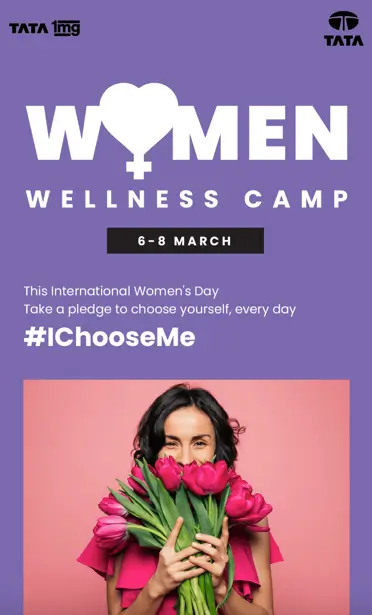 TATA 1mg
TATA
WOMEN
WELLNESS CAMP
6-8 MARCH
This International Women's Day
Take a pledge to choose yourself, every day
#IChooseMe